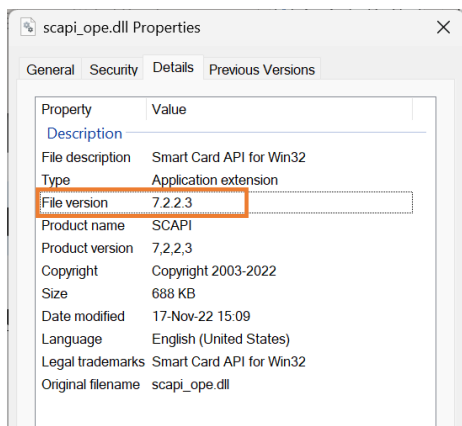 scapi_ope.dll Properties
General Security Details Previous Versions
Property Value
Description
File description Smart Card API for Win32
Type Application extension
File version 7.2.2.3
Product name SCAPI
Product version 7,2,2,3
Copyright Copyright 2003-2022
Size 688 KB
Date modified 17-Nov-22 15:09
Language English (United States)
Legal trademarks Smart Card API for Win32
Original filename scapi_ope.dll